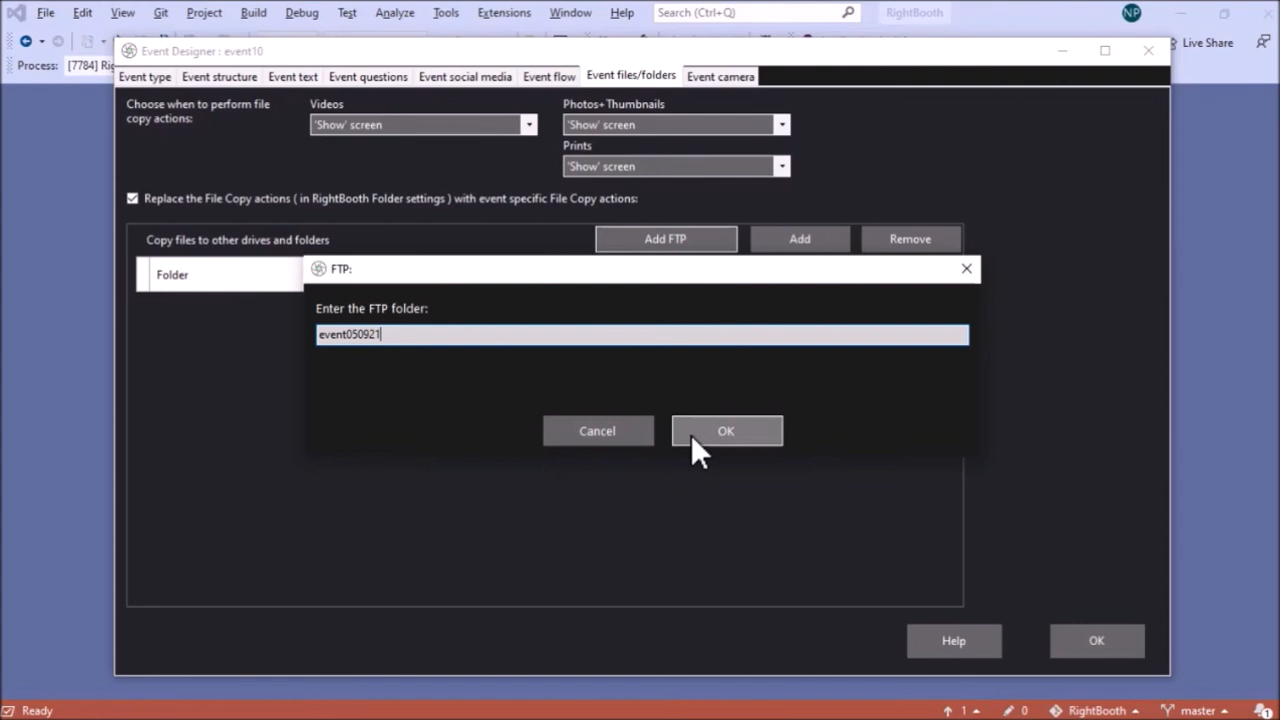 File Edit View Git Project Build Debug Test Analyze Tools Extensions Window Help Search (Ctrl+Q) RightBooth NP
Live Share
Process: [7784]
Event Designer : event10
Event type Event structure Event text Event questions Event social media Event flow Event files/folders Event camera
Choose when to perform file
copy actions:
Videos
'Show' screen
Photos+Thumbnails
'Show' screen
Prints
'Show' screen
Replace the File Copy actions ( in RightBooth Folder settings ) with event specific File Copy actions:
Copy files to other drives and folders Add FTP Add Remove
Folder
FTP:
Enter the FTP folder:
event050921
Cancel OK
Help OK
Ready 1 0 RightBooth master 1